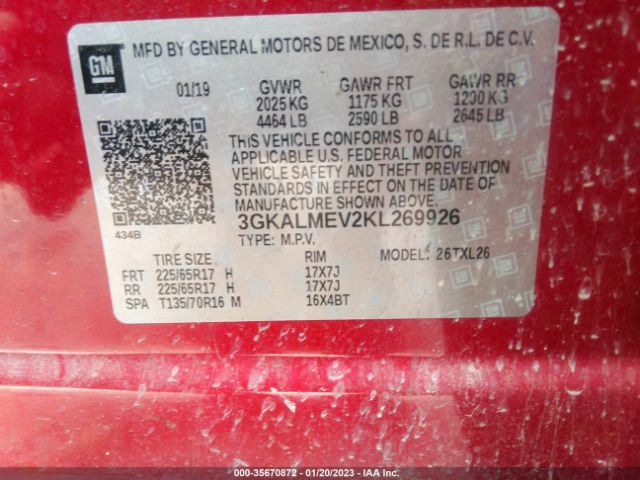 GM
MFD BY GENERAL MOTORS DE MEXICO, S. DE R.L. DE C.V.
01/19 GVWR GAWR FRT GAWR RR
2025 KG 1175 KG 1200 KG
4464 LB 2590 LB 2645 LB
THIS VEHICLE CONFORMS TO ALL
APPLICABLE U.S. FEDERAL MOTOR
VEHICLE SAFETY AND THEFT PREVENTION
STANDARDS IN EFFECT ON THE DATE OF
MANUFACTURE SHOWN ABOVE.
434B 3GKALMEV2KL269926
TYPE: M.P.V. MODEL: 26TXL26
TIRE SIZE RIM
FRT 225/65R17 H 17X7J
RR 225/65R17 H 17X7J
SPA T135/70R16 M 16X4BT
000-35670872 - 01/20/2023 - IAA Inc.